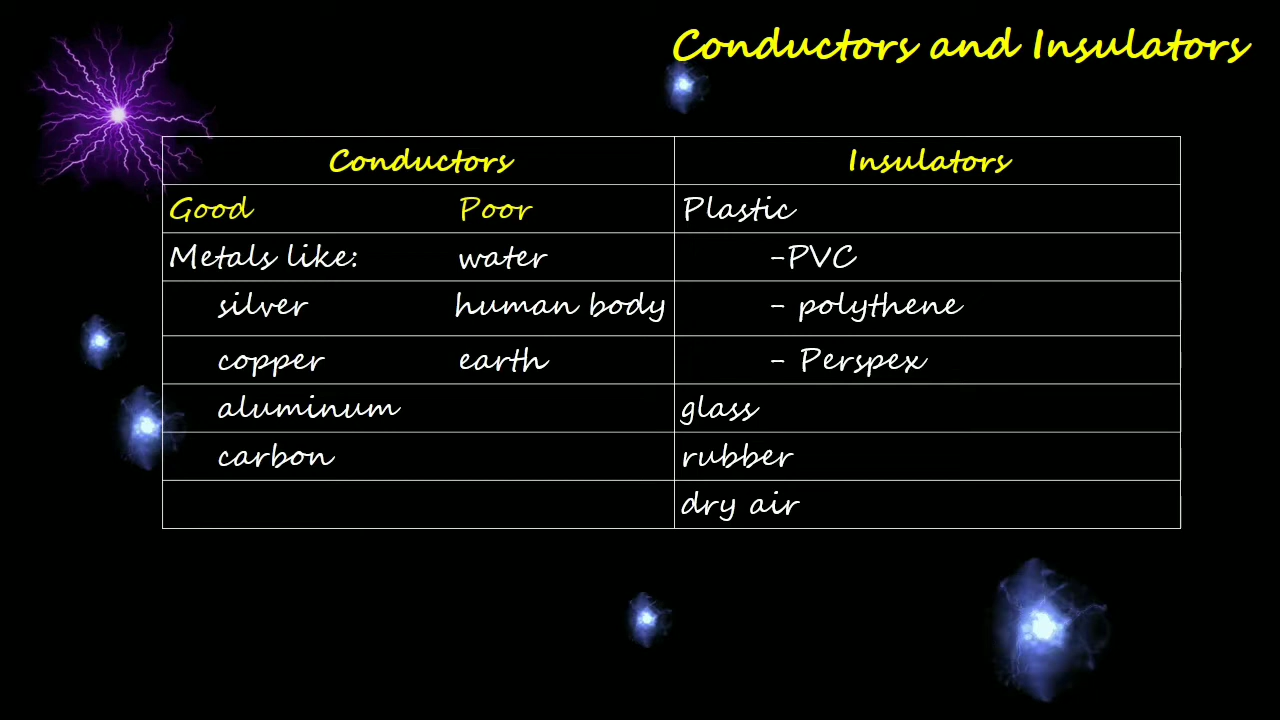 Conductors and Insulators
Conductors Insulators
Good Poor Plastic
Metals like: water -PVC
silver human body - polythene
copper earth - Perspex
aluminum glass
carbon rubber
dry air